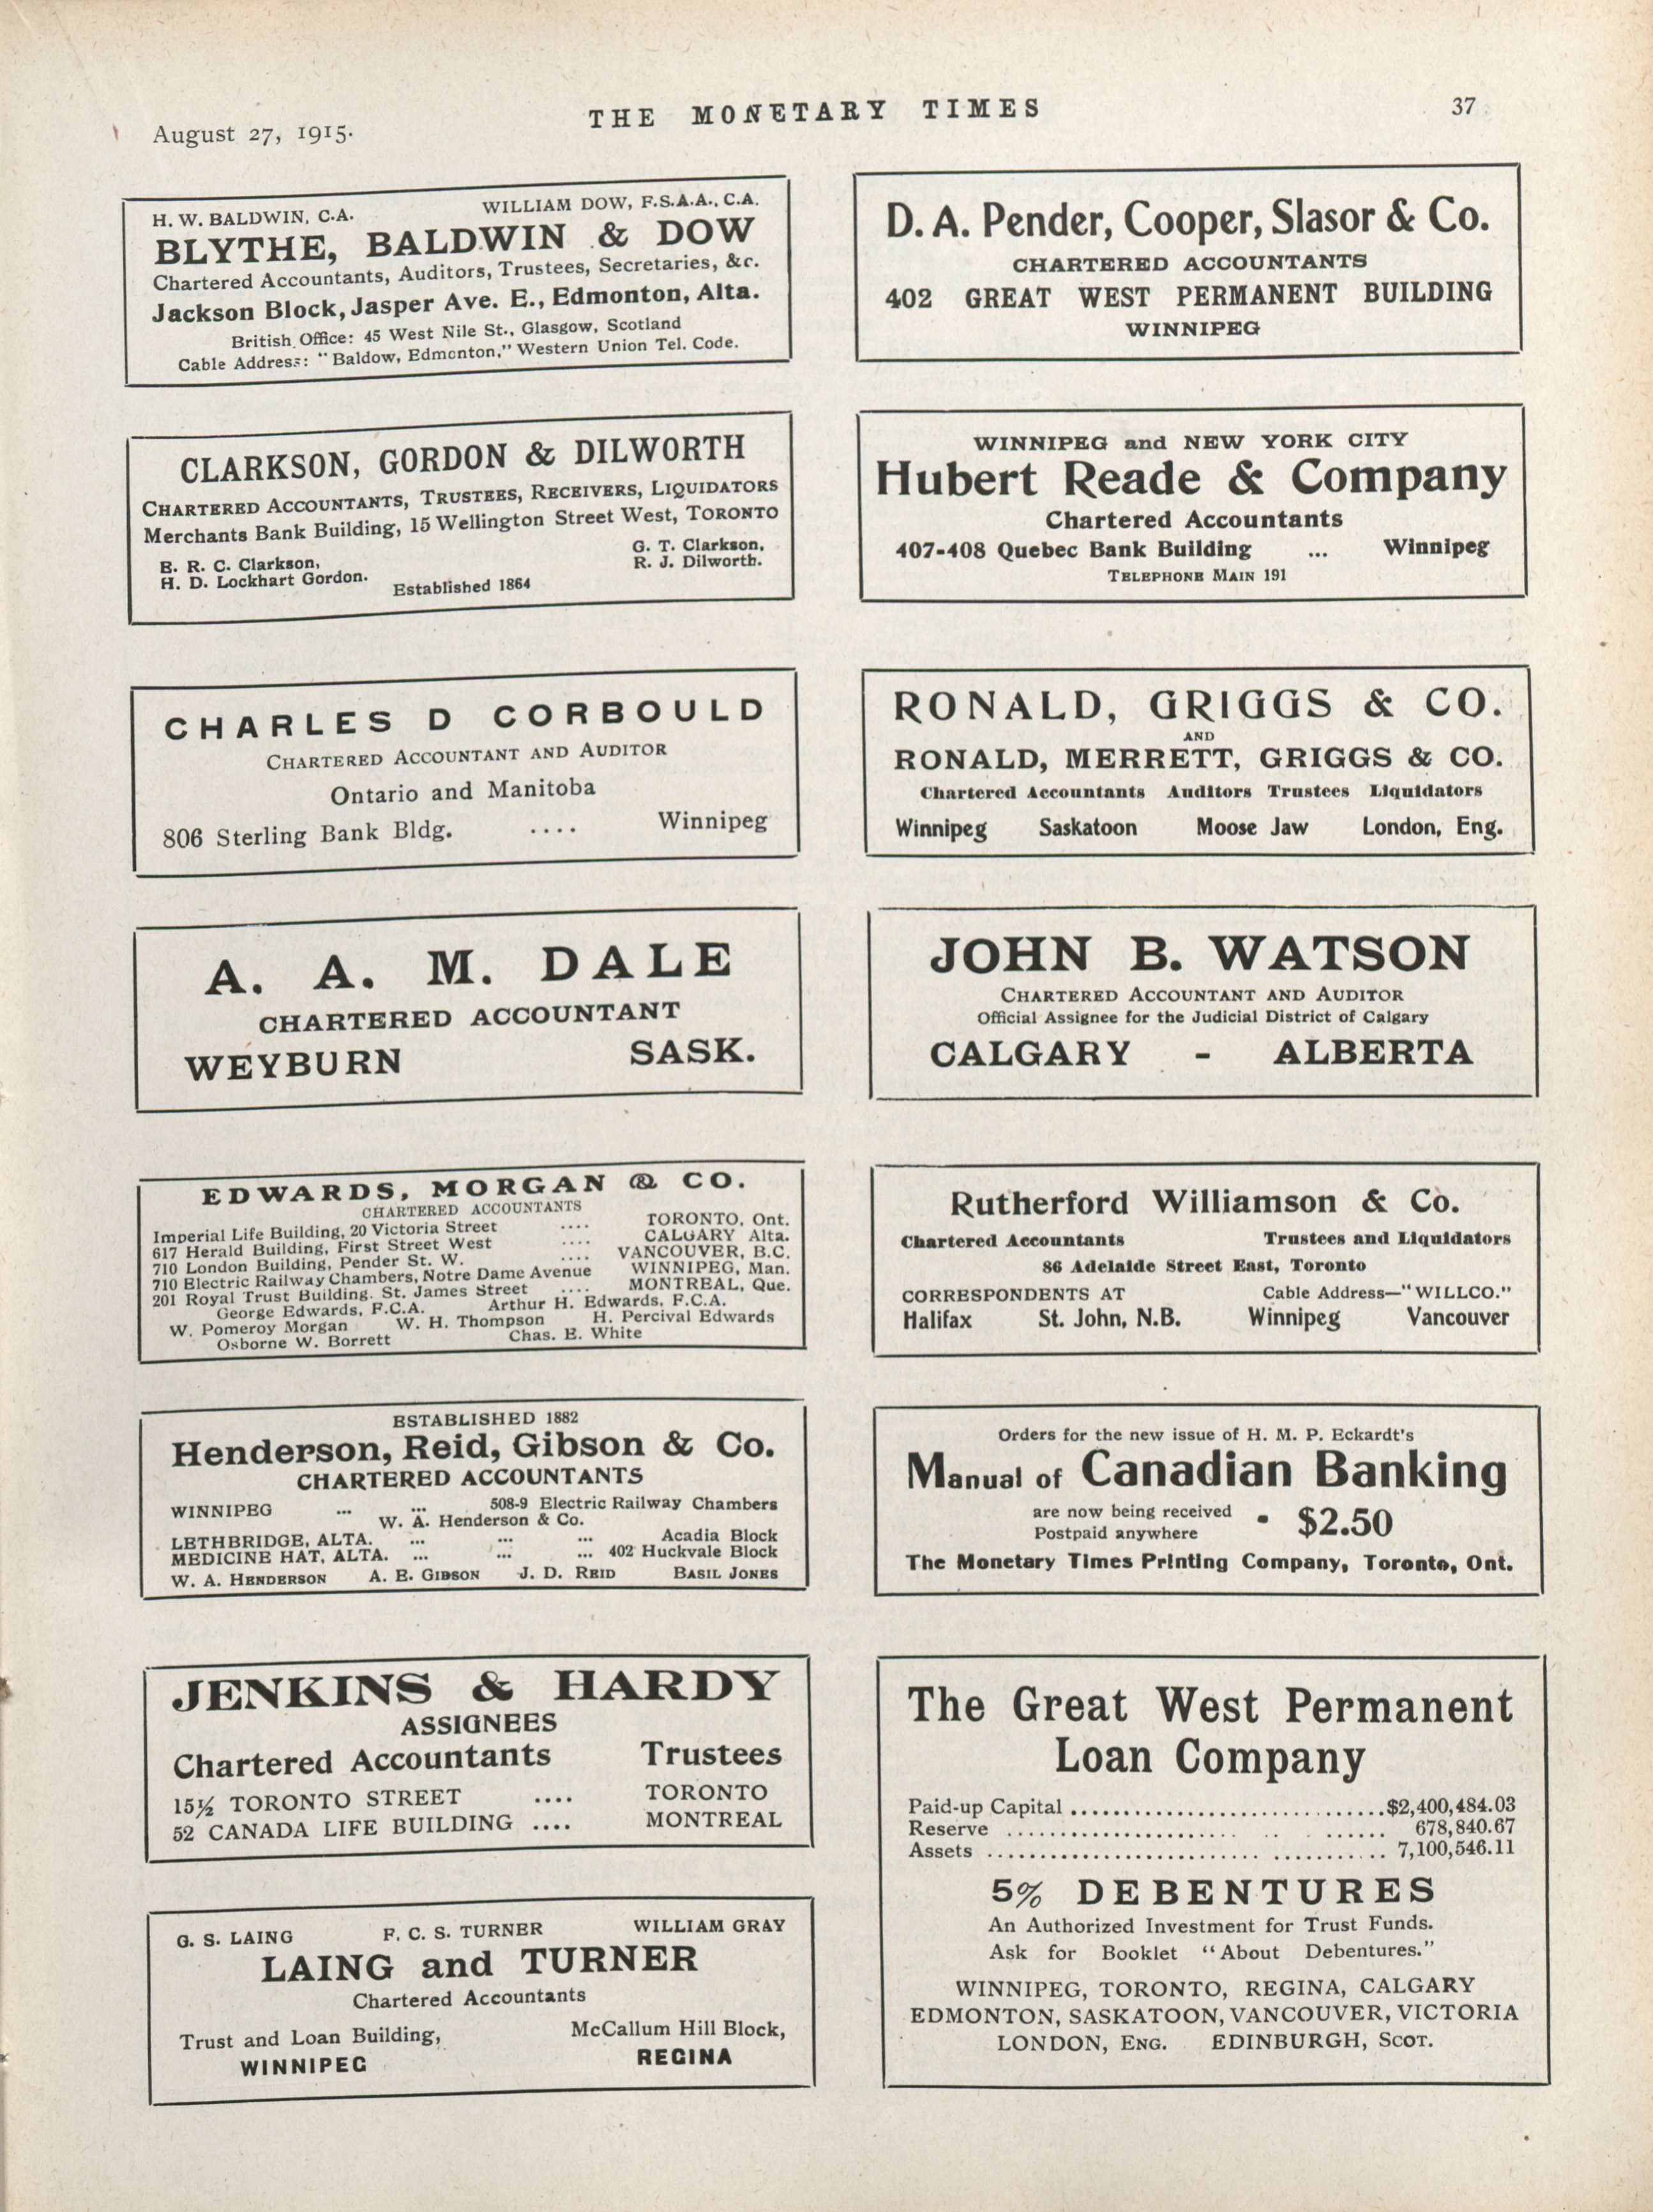 August 27, 1915.
THE MONETARY TIMES
37
H. W. BALDWIN, C.A. WILLIAM DOW, F.S.A.A., C.A.
BLYTHE, BALDWIN & DOW
Chartered Accountants, Auditors, Trustees, Secretaries, &c.
Jackson Block, Jasper Ave. E., Edmonton, Alta.
British Office: 45 West Nile St., Glasgow, Scotland
Cable Address: "Baldow, Edmonton," Western Union Tel. Code.
CLARKSON, GORDON & DILWORTH
CHARTERED ACCOUNTANTS, TRUSTEES, RECEIVERS, LIQUIDATORS
Merchants Bank Building, 15 Wellington Street West, TORONTO
E. R. C. Clarkson, G. T. Clarkson,
H. D. Lockhart Gordon. R. J. Dilworth.
Established 1864
CHARLES D CORBOULD
CHARTERED ACCOUNTANT AND AUDITOR
Ontario and Manitoba
806 Sterling Bank Bldg. .... Winnipeg
A. A. M. DALE
CHARTERED ACCOUNTANT
WEYBURN SASK.
EDWARDS, MORGAN & CO.
CHARTERED ACCOUNTANTS
Imperial Life Building, 20 Victoria Street .... TORONTO, Ont.
617 Herald Building, First Street West .... CALGARY Alta.
710 London Building, Pender St. W. .... VANCOUVER, B.C.
710 Electric Railway Chambers, Notre Dame Avenue WINNIPEG, Man.
201 Royal Trust Building. St. James Street .... MONTREAL, Que.
George Edwards, F.C.A. Arthur H. Edwards, F.C.A.
W. Pomeroy Morgan W. H. Thompson H. Percival Edwards
Osborne W. Borrett Chas. E. White
ESTABLISHED 1882
Henderson, Reid, Gibson & Co.
CHARTERED ACCOUNTANTS
WINNIPEG ... ... 508-9 Electric Railway Chambers
W. A. Henderson & Co.
LETHBRIDGE, ALTA. ... ... ... Acadia Block
MEDICINE HAT, ALTA. ... ... ... 402 Huckvale Block
W. A. HENDERSON A. E. GIBSON J. D. REID BASIL JONES
JENKINS & HARDY
ASSIGNEES
Chartered Accountants Trustees
15½ TORONTO STREET .... TORONTO
52 CANADA LIFE BUILDING .... MONTREAL
G. S. LAING F. C. S. TURNER WILLIAM GRAY
LAING and TURNER
Chartered Accountants
Trust and Loan Building, McCallum Hill Block,
WINNIPEG REGINA
D. A. Pender, Cooper, Slasor & Co.
CHARTERED ACCOUNTANTS
402 GREAT WEST PERMANENT BUILDING
WINNIPEG
WINNIPEG and NEW YORK CITY
Hubert Reade & Company
Chartered Accountants
407-408 Quebec Bank Building ... Winnipeg
TELEPHONE MAIN 191
RONALD, GRIGGS & CO.
AND
RONALD, MERRETT, GRIGGS & CO.
Chartered Accountants Auditors Trustees Liquidators
Winnipeg Saskatoon Moose Jaw London, Eng.
JOHN B. WATSON
CHARTERED ACCOUNTANT AND AUDITOR
Official Assignee for the Judicial District of Calgary
CALGARY - ALBERTA
Rutherford Williamson & Co.
Chartered Accountants Trustees and Liquidators
86 Adelaide Street East, Toronto
CORRESPONDENTS AT Cable Address—"WILLCO."
Halifax St. John, N.B. Winnipeg Vancouver
Orders for the new issue of H. M. P. Eckardt's
Manual of Canadian Banking
are now being received
Postpaid anywhere - $2.50
The Monetary Times Printing Company, Toronto, Ont.
The Great West Permanent
Loan Company
Paid-up Capital ........................ $2,400,484.03
Reserve ........................ 678,840.67
Assets ........................ 7,100,546.11
5% DEBENTURES
An Authorized Investment for Trust Funds.
Ask for Booklet "About Debentures."
WINNIPEG, TORONTO, REGINA, CALGARY
EDMONTON, SASKATOON, VANCOUVER, VICTORIA
LONDON, ENG. EDINBURGH, SCOT.